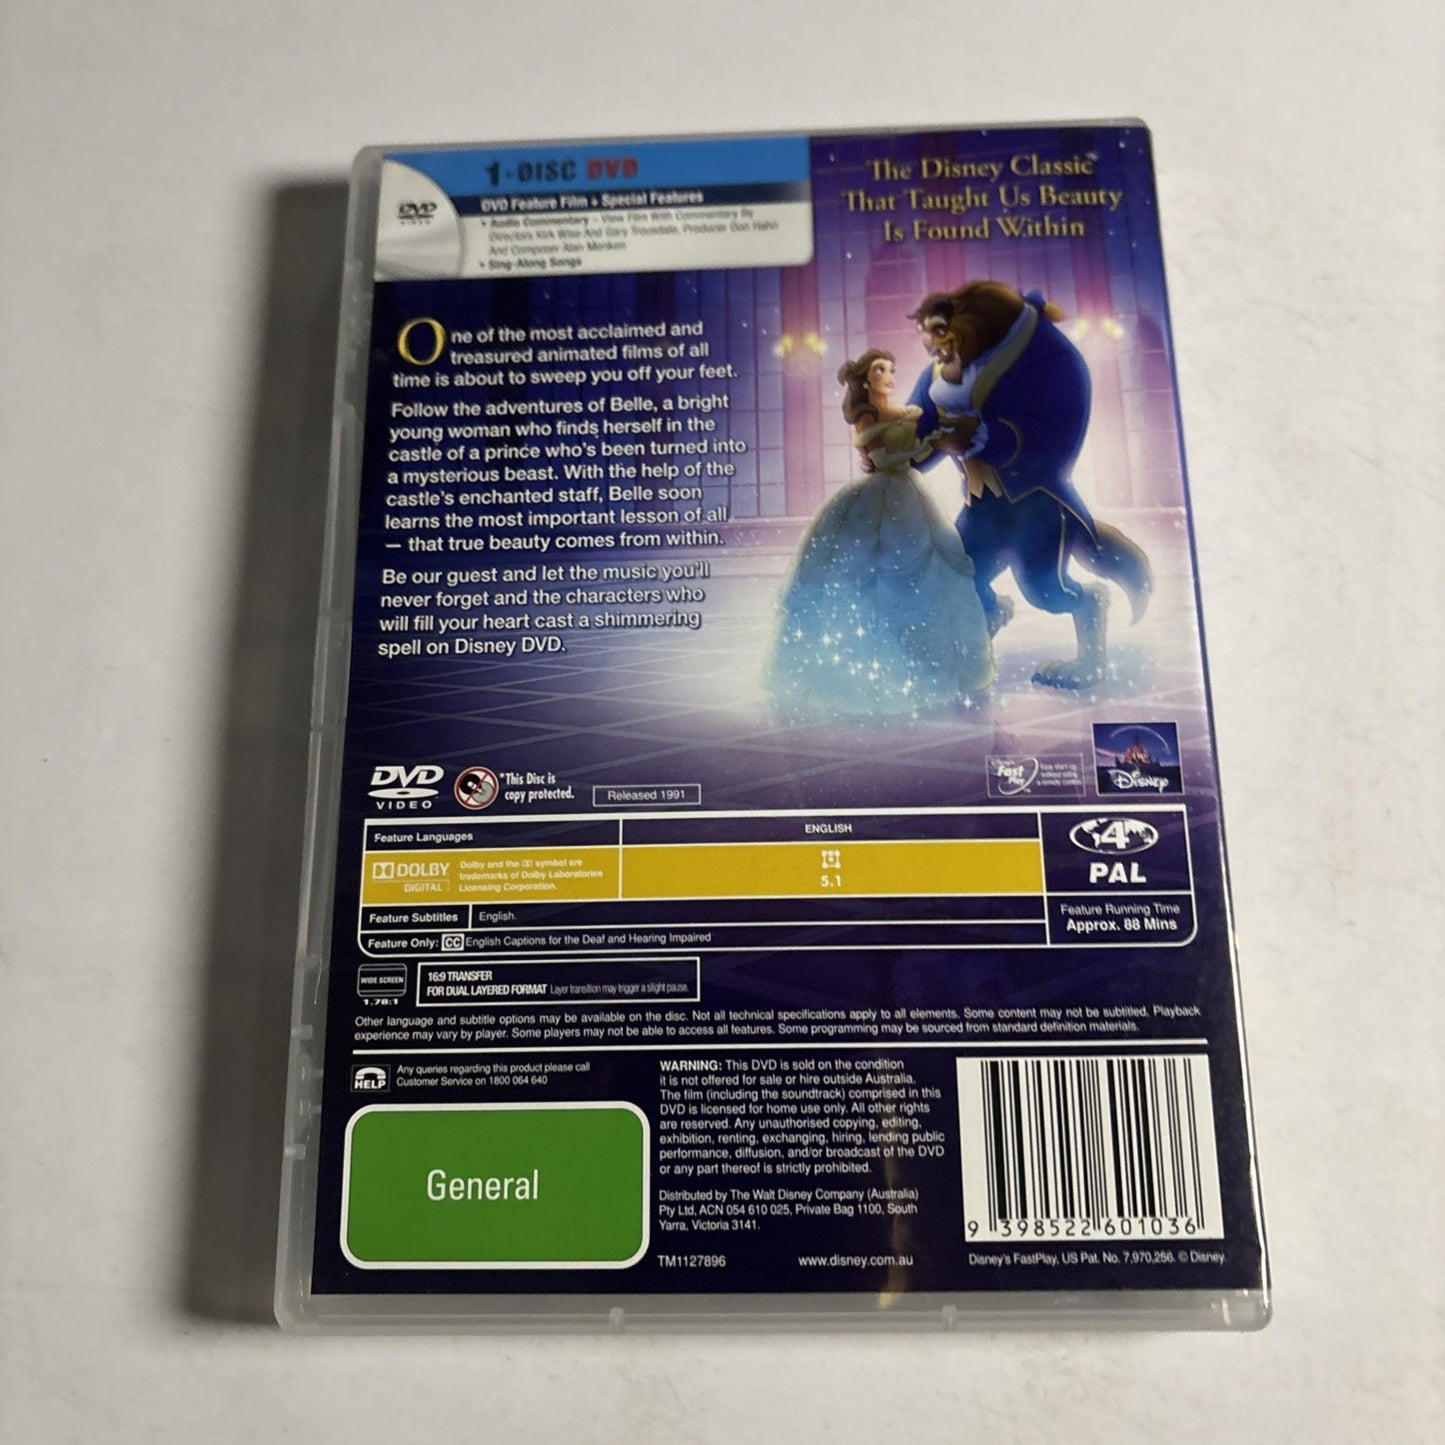 1-DISC DVD
DVD
VIDEO
DVD Feature Film + Special Features
• Audio Commentary – View Film With Commentary By
Directors Kirk Wise And Gary Trousdale, Producer Don Hahn
And Composer Alan Menken
• Sing-Along Songs
The Disney Classic
That Taught Us Beauty
Is Found Within
One of the most acclaimed and
treasured animated films of all
time is about to sweep you off your feet.
Follow the adventures of Belle, a bright
young woman who finds herself in the
castle of a prince who's been turned into
a mysterious beast. With the help of the
castle's enchanted staff, Belle soon
learns the most important lesson of all
— that true beauty comes from within.
Be our guest and let the music you'll
never forget and the characters who
will fill your heart cast a shimmering
spell on Disney DVD.
DVD
VIDEO
*This Disc is
copy protected.
Released 1991
Disney's
Fast
Play
Easy start-up
without using
a remote control
Disney
Feature Languages
ENGLISH
DOLBY
DIGITAL
Dolby and the DD symbol are
trademarks of Dolby Laboratories
Licensing Corporation.
5.1
4
PAL
Feature Subtitles
English.
Feature Running Time
Approx. 88 Mins
Feature Only: CC English Captions for the Deaf and Hearing Impaired
WIDE SCREEN
1.78:1
16:9 TRANSFER
FOR DUAL LAYERED FORMAT Layer transition may trigger a slight pause.
Other language and subtitle options may be available on the disc. Not all technical specifications apply to all elements. Some content may not be subtitled. Playback
experience may vary by player. Some players may not be able to access all features. Some programming may be sourced from standard definition materials.
HELP
Any queries regarding this product please call
Customer Service on 1800 064 640
General
WARNING: This DVD is sold on the condition
it is not offered for sale or hire outside Australia.
The film (including the soundtrack) comprised in this
DVD is licensed for home use only. All other rights
are reserved. Any unauthorised copying, editing,
exhibition, renting, exchanging, hiring, lending public
performance, diffusion, and/or broadcast of the DVD
or any part thereof is strictly prohibited.
Distributed by The Walt Disney Company (Australia)
Pty Ltd, ACN 054 610 025, Private Bag 1100, South
Yarra, Victoria 3141.
TM1127896
www.disney.com.au
9 398522 601036
Disney's FastPlay, US Pat. No. 7,970,256. © Disney.